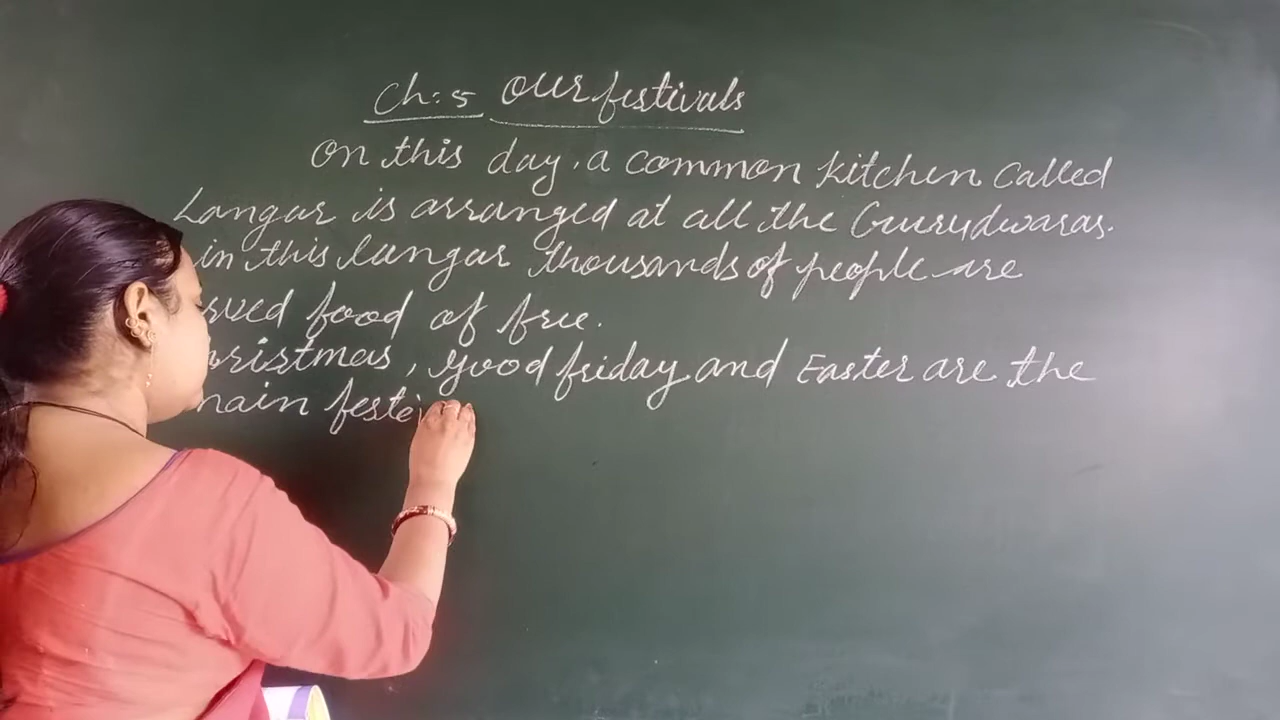 Ch:5 Our festivals
On this day, a common kitchen called
Langar is arranged at all the Gurudwaras.
in this langar thousands of people are
food of free.
, Good friday and Easter are the